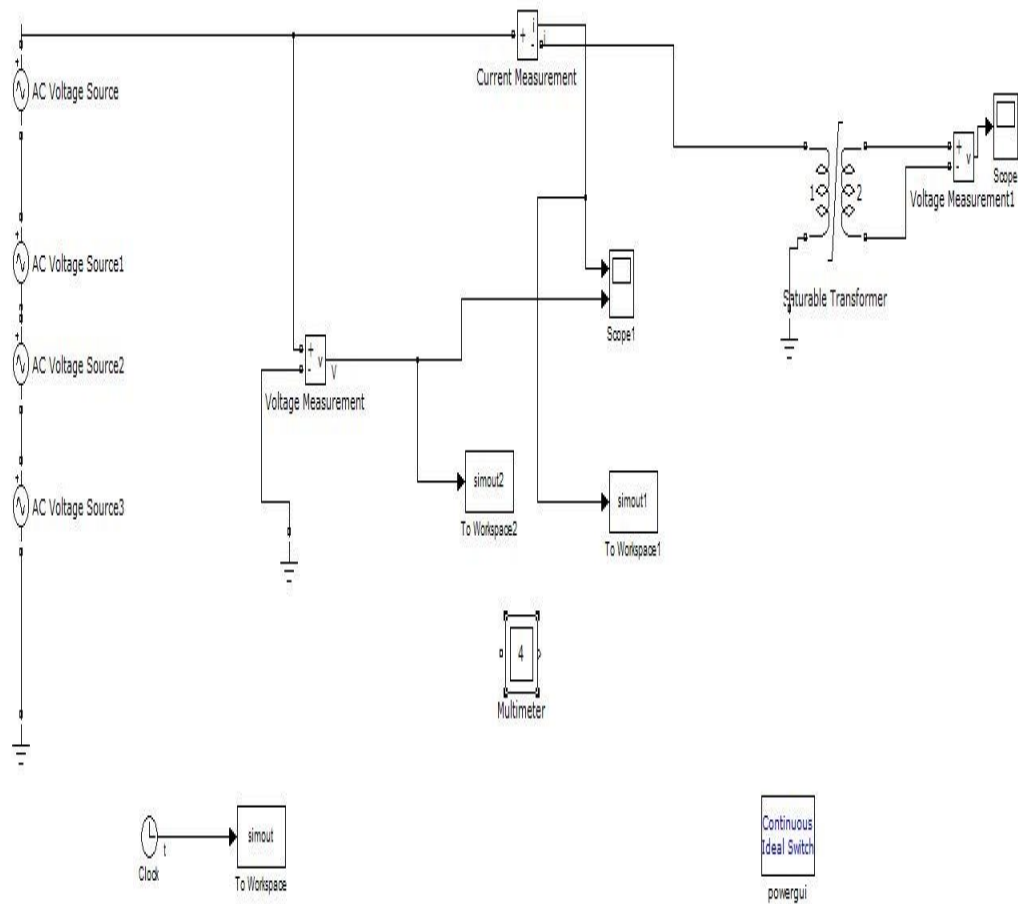 +
AC Voltage Source
+
AC Voltage Source1
+
AC Voltage Source2
+
AC Voltage Source3
+ i
- i
Current Measurement
+
- v
V
Voltage Measurement
Scope1
simout2
To Workspace2
simout1
To Workspace1
1 2
Saturable Transformer
+
- v
Voltage Measurement1
Scope
4
Multimeter
Clock
t
simout
To Workspace
Continuous
Ideal Switch
powergui